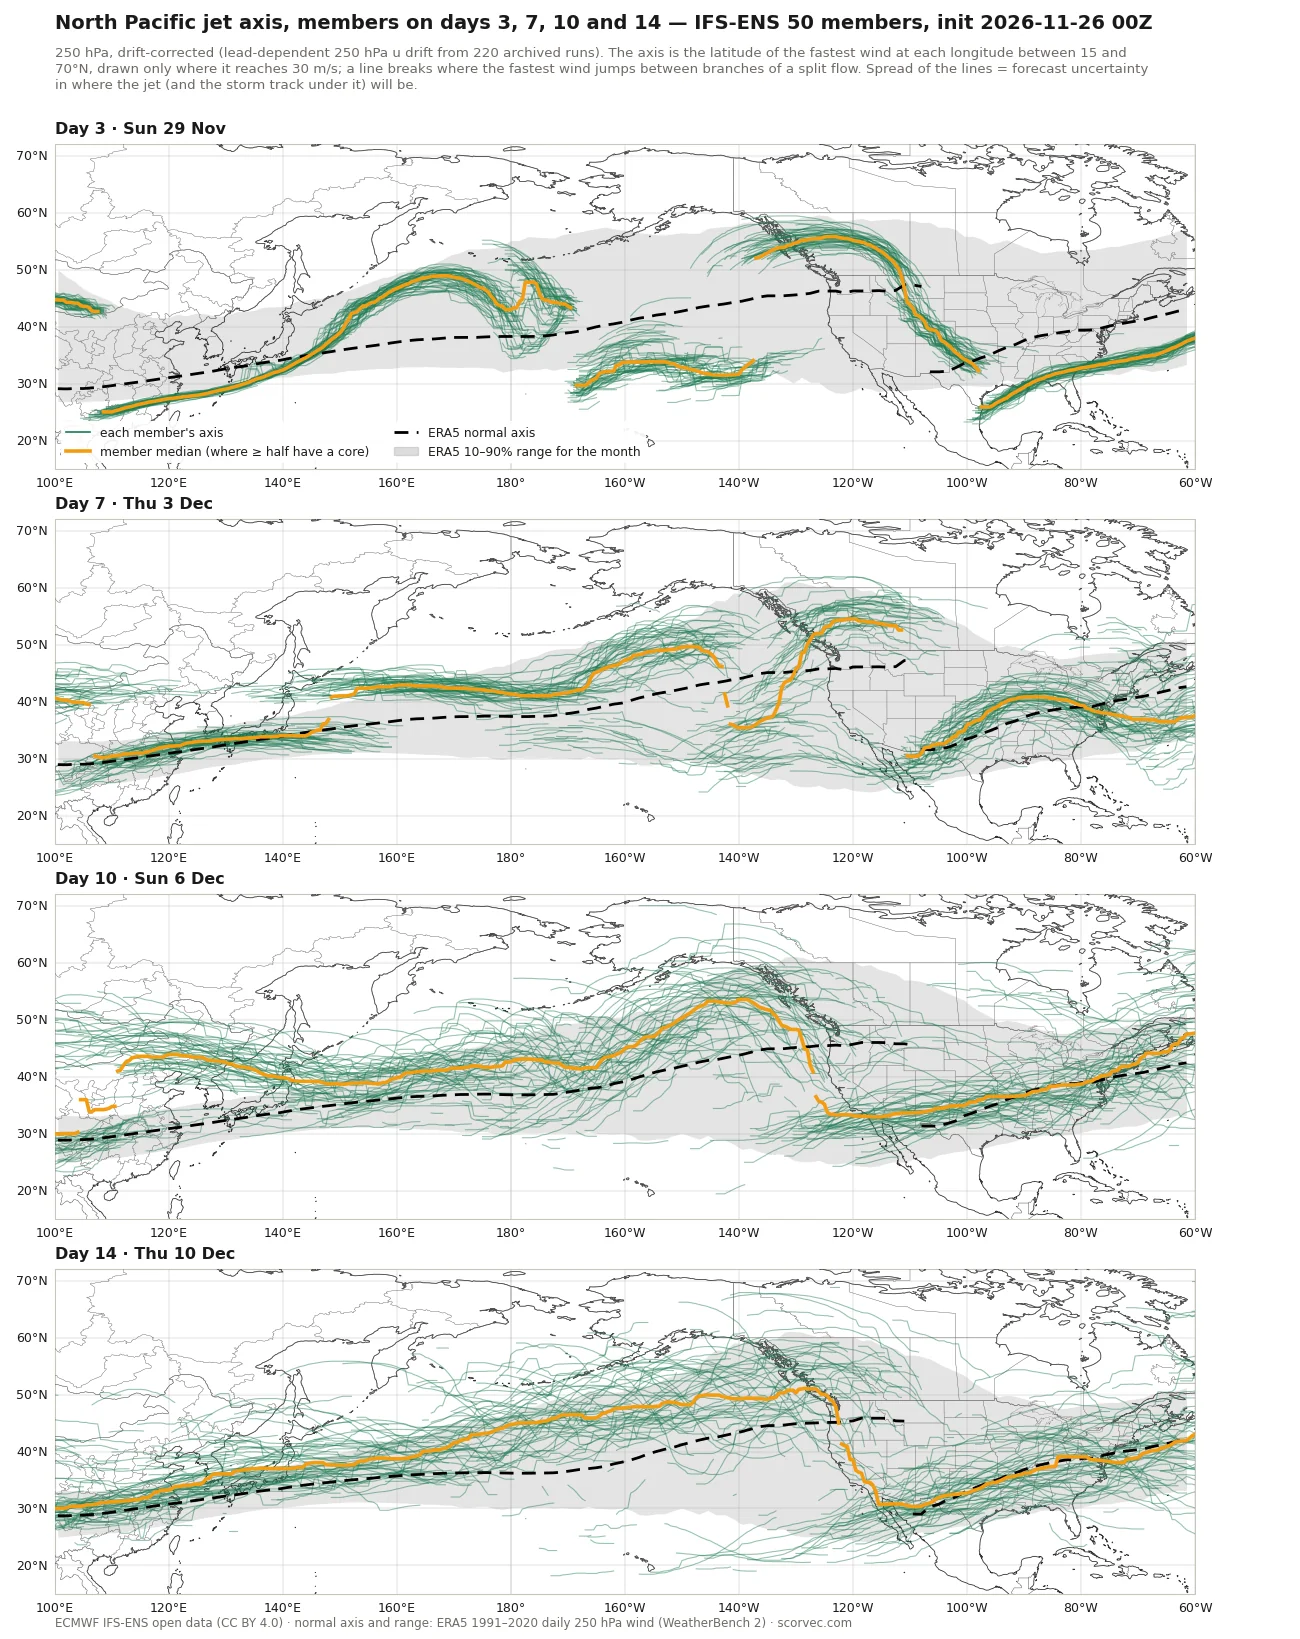 North Pacific jet axis, members on days 3, 7, 10 and 14 — IFS-ENS 50 members, init 2026-11-26 00Z
250 hPa, drift-corrected (lead-dependent 250 hPa u drift from 220 archived runs). The axis is the latitude of the fastest wind at each longitude between 15 and
70°N, drawn only where it reaches 30 m/s; a line breaks where the fastest wind jumps between branches of a split flow. Spread of the lines = forecast uncertainty
in where the jet (and the storm track under it) will be.
Day 3 · Sun 29 Nov
70°N
60°N
50°N
40°N
30°N
20°N
each member's axis
member median (where ≥ half have a core)
ERA5 normal axis
ERA5 10–90% range for the month
100°E 120°E 140°E 160°E 180° 160°W 140°W 120°W 100°W 80°W 60°W
Day 7 · Thu 3 Dec
70°N
60°N
50°N
40°N
30°N
20°N
100°E 120°E 140°E 160°E 180° 160°W 140°W 120°W 100°W 80°W 60°W
Day 10 · Sun 6 Dec
70°N
60°N
50°N
40°N
30°N
20°N
100°E 120°E 140°E 160°E 180° 160°W 140°W 120°W 100°W 80°W 60°W
Day 14 · Thu 10 Dec
70°N
60°N
50°N
40°N
30°N
20°N
100°E 120°E 140°E 160°E 180° 160°W 140°W 120°W 100°W 80°W 60°W
ECMWF IFS-ENS open data (CC BY 4.0) · normal axis and range: ERA5 1991–2020 daily 250 hPa wind (WeatherBench 2) · scorvec.com